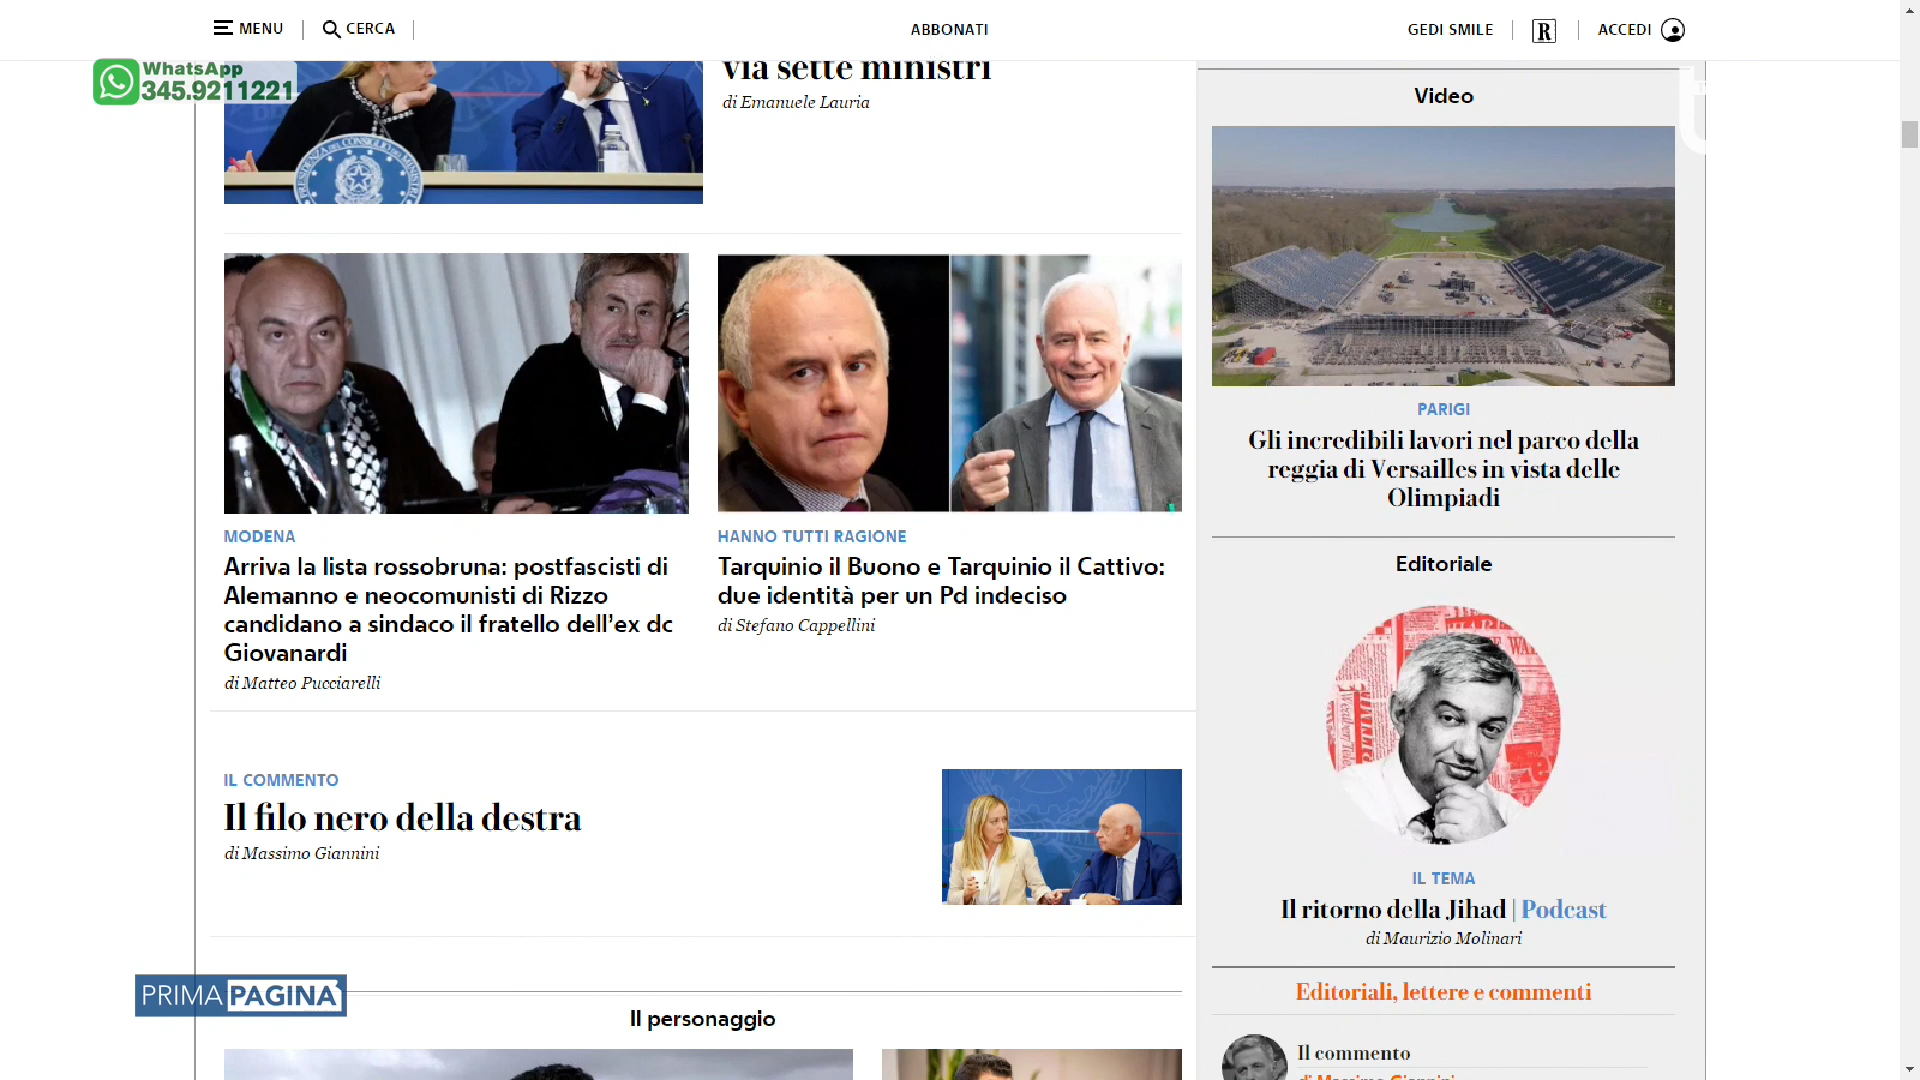 MENU
CERCA
ABBONATI
GEDI SMILE
R
ACCEDI
WhatsApp
345.9211221
via sette ministri
di Emanuele Lauria
Video
PARIGI
Gli incredibili lavori nel parco della
reggia di Versailles in vista delle
Olimpiadi
MODENA
Arriva la lista rossobruna: postfascisti di
Alemanno e neocomunisti di Rizzo
candidano a sindaco il fratello dell'ex dc
Giovanardi
di Matteo Pucciarelli
HANNO TUTTI RAGIONE
Tarquinio il Buono e Tarquinio il Cattivo:
due identità per un Pd indeciso
di Stefano Cappellini
Editoriale
IL TEMA
Il ritorno della Jihad | Podcast
di Maurizio Molinari
IL COMMENTO
Il filo nero della destra
di Massimo Giannini
Editoriali, lettere e commenti
Il commento
di Massimo Giannini
PRIMA PAGINA
Il personaggio